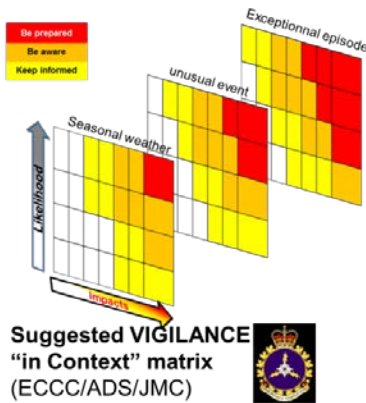 Be prepared
Be aware
Keep informed
Exceptionnal episode
unusual event
Seasonal weather
Likelihood
Impacts
Suggested VIGILANCE
“in Context” matrix
(ECCC/ADS/JMC)